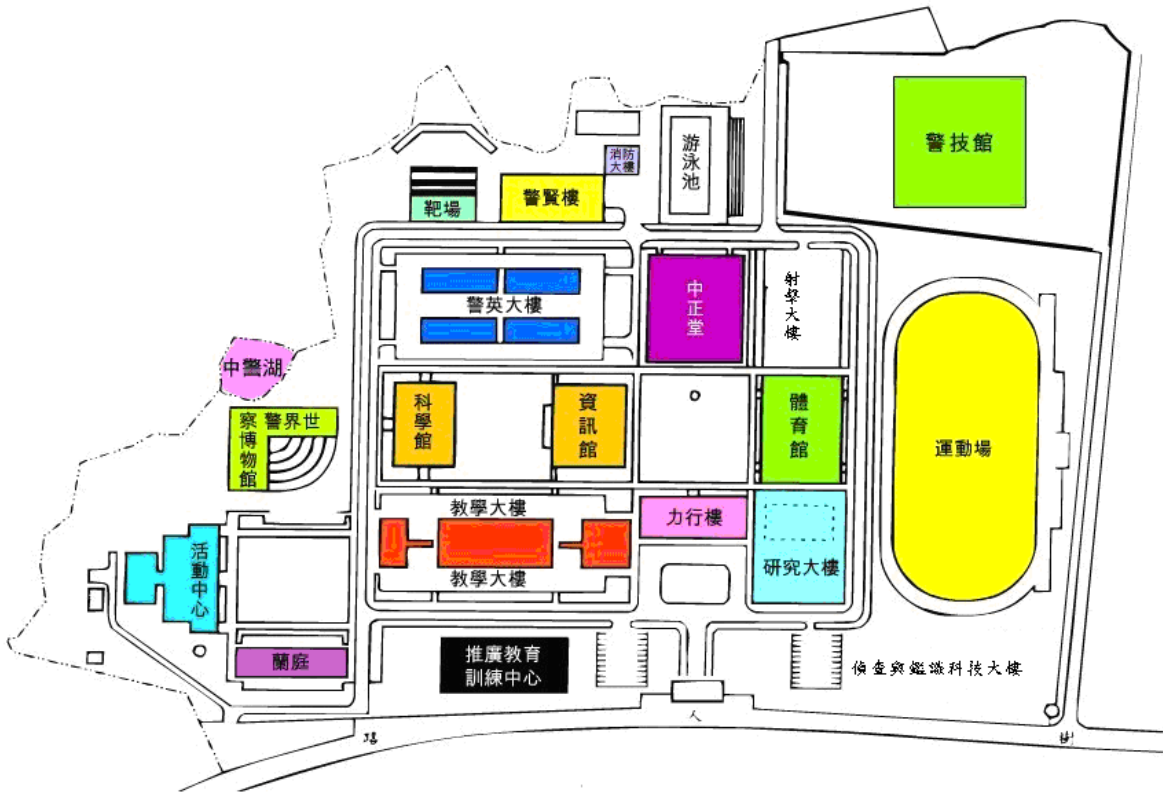 警技館
游泳池
消防
大樓
警賢樓
靶場
警英大樓
中正堂
射擊大樓
中警湖
警界世
察博物館
科學館
資訊館
體育館
運動場
教學大樓
力行樓
教學大樓
研究大樓
活動中心
蘭庭
推廣教育
訓練中心
偵查與鑑識科技大樓
樹
人
路